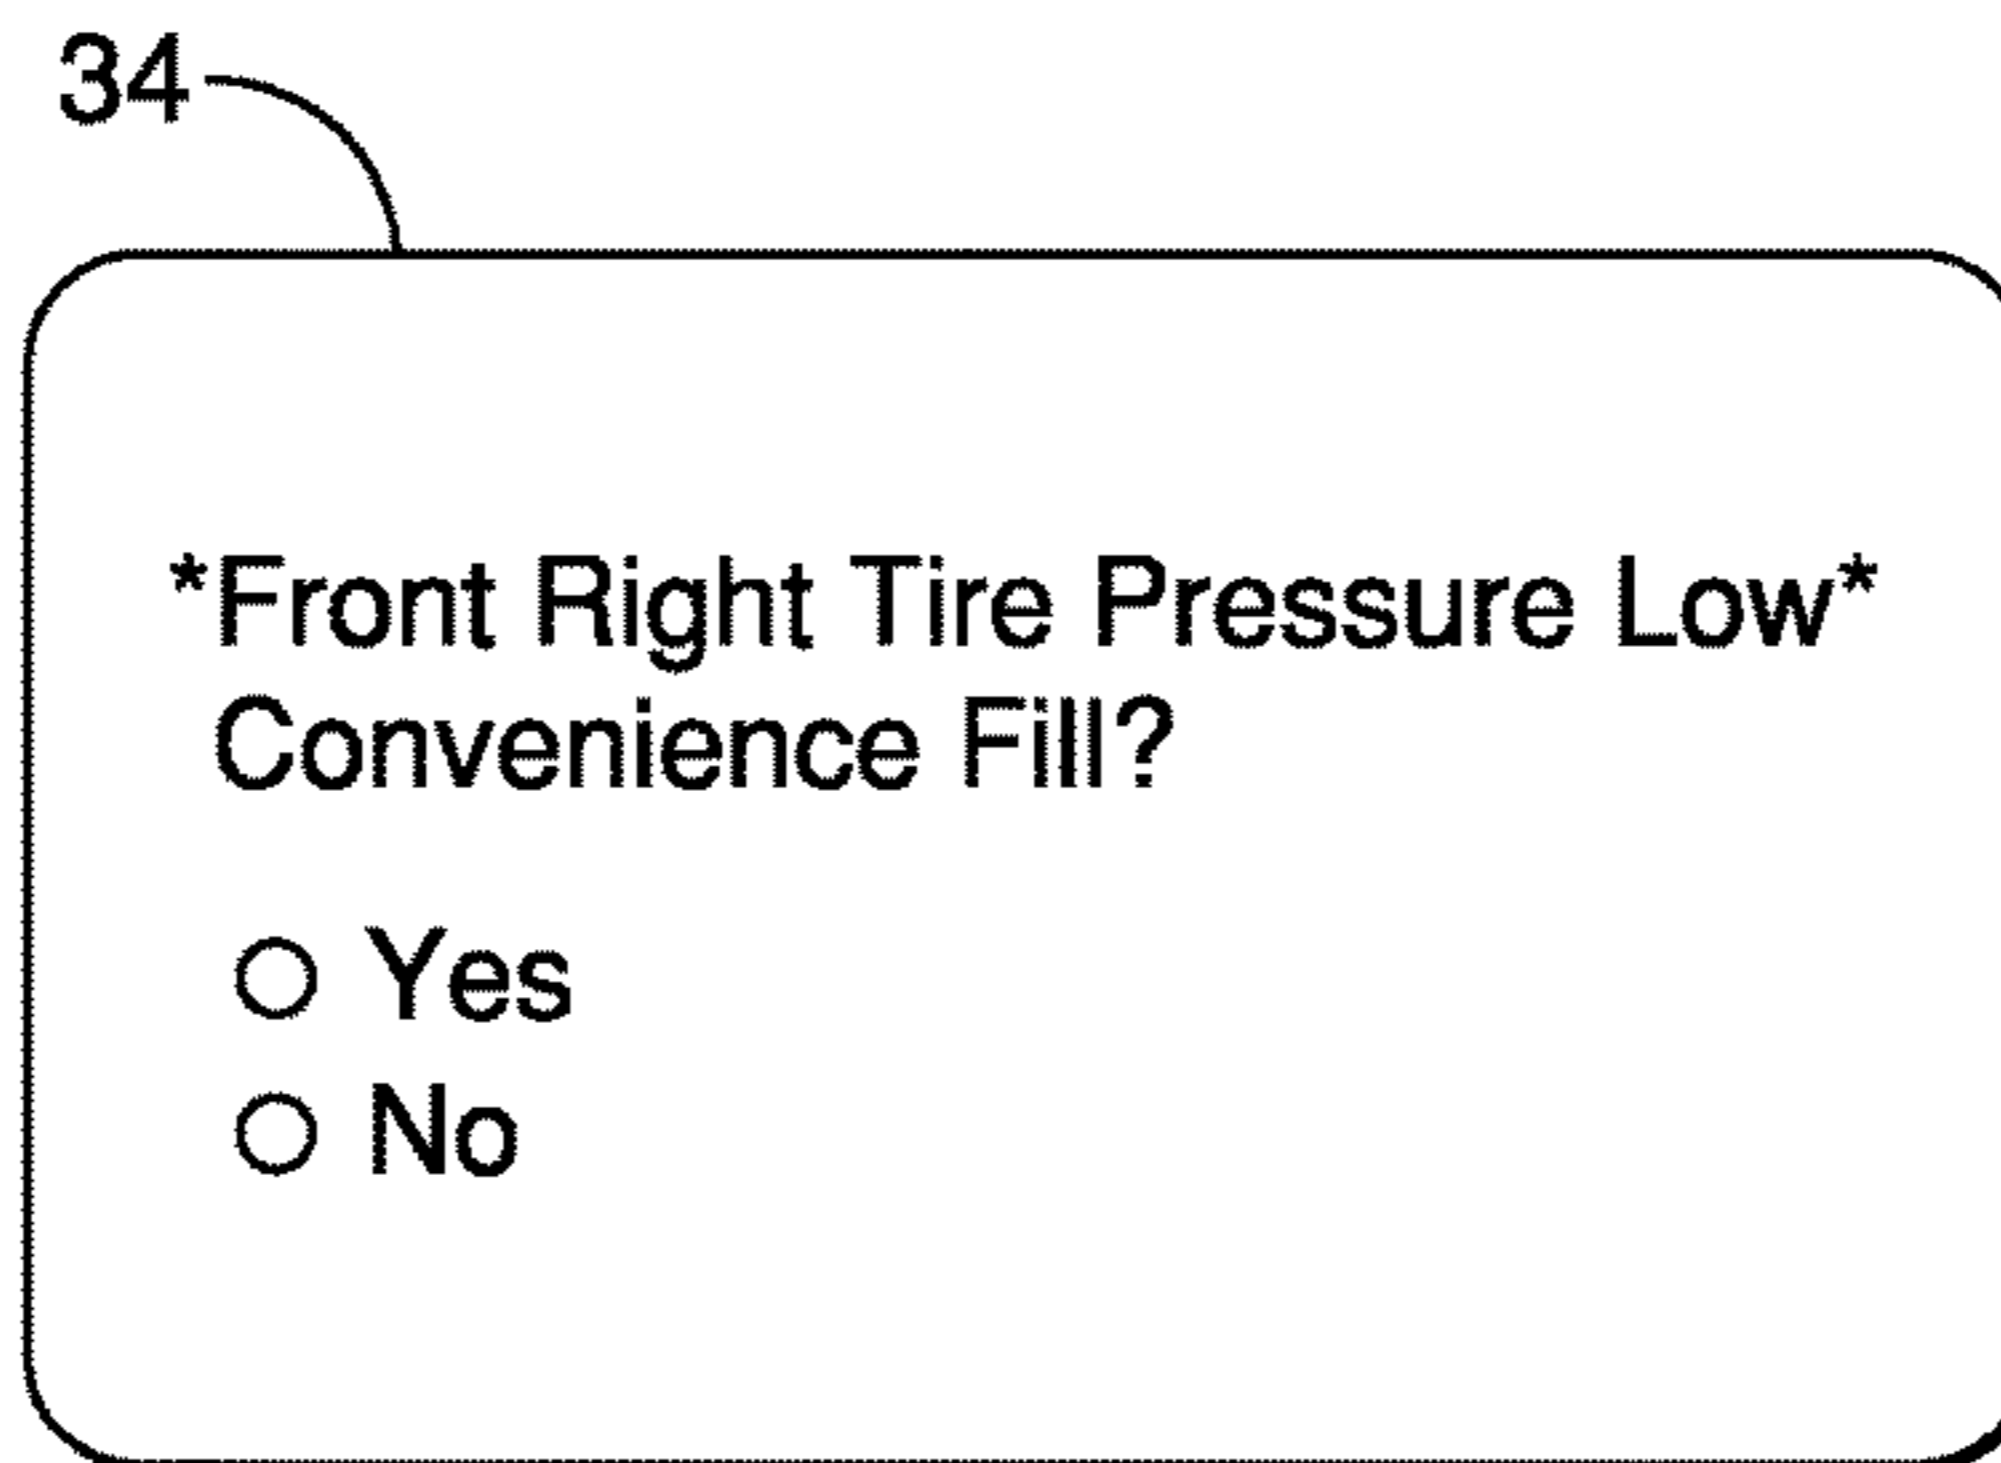 34
*Front Right Tire Pressure Low*
Convenience Fill?
Yes
No